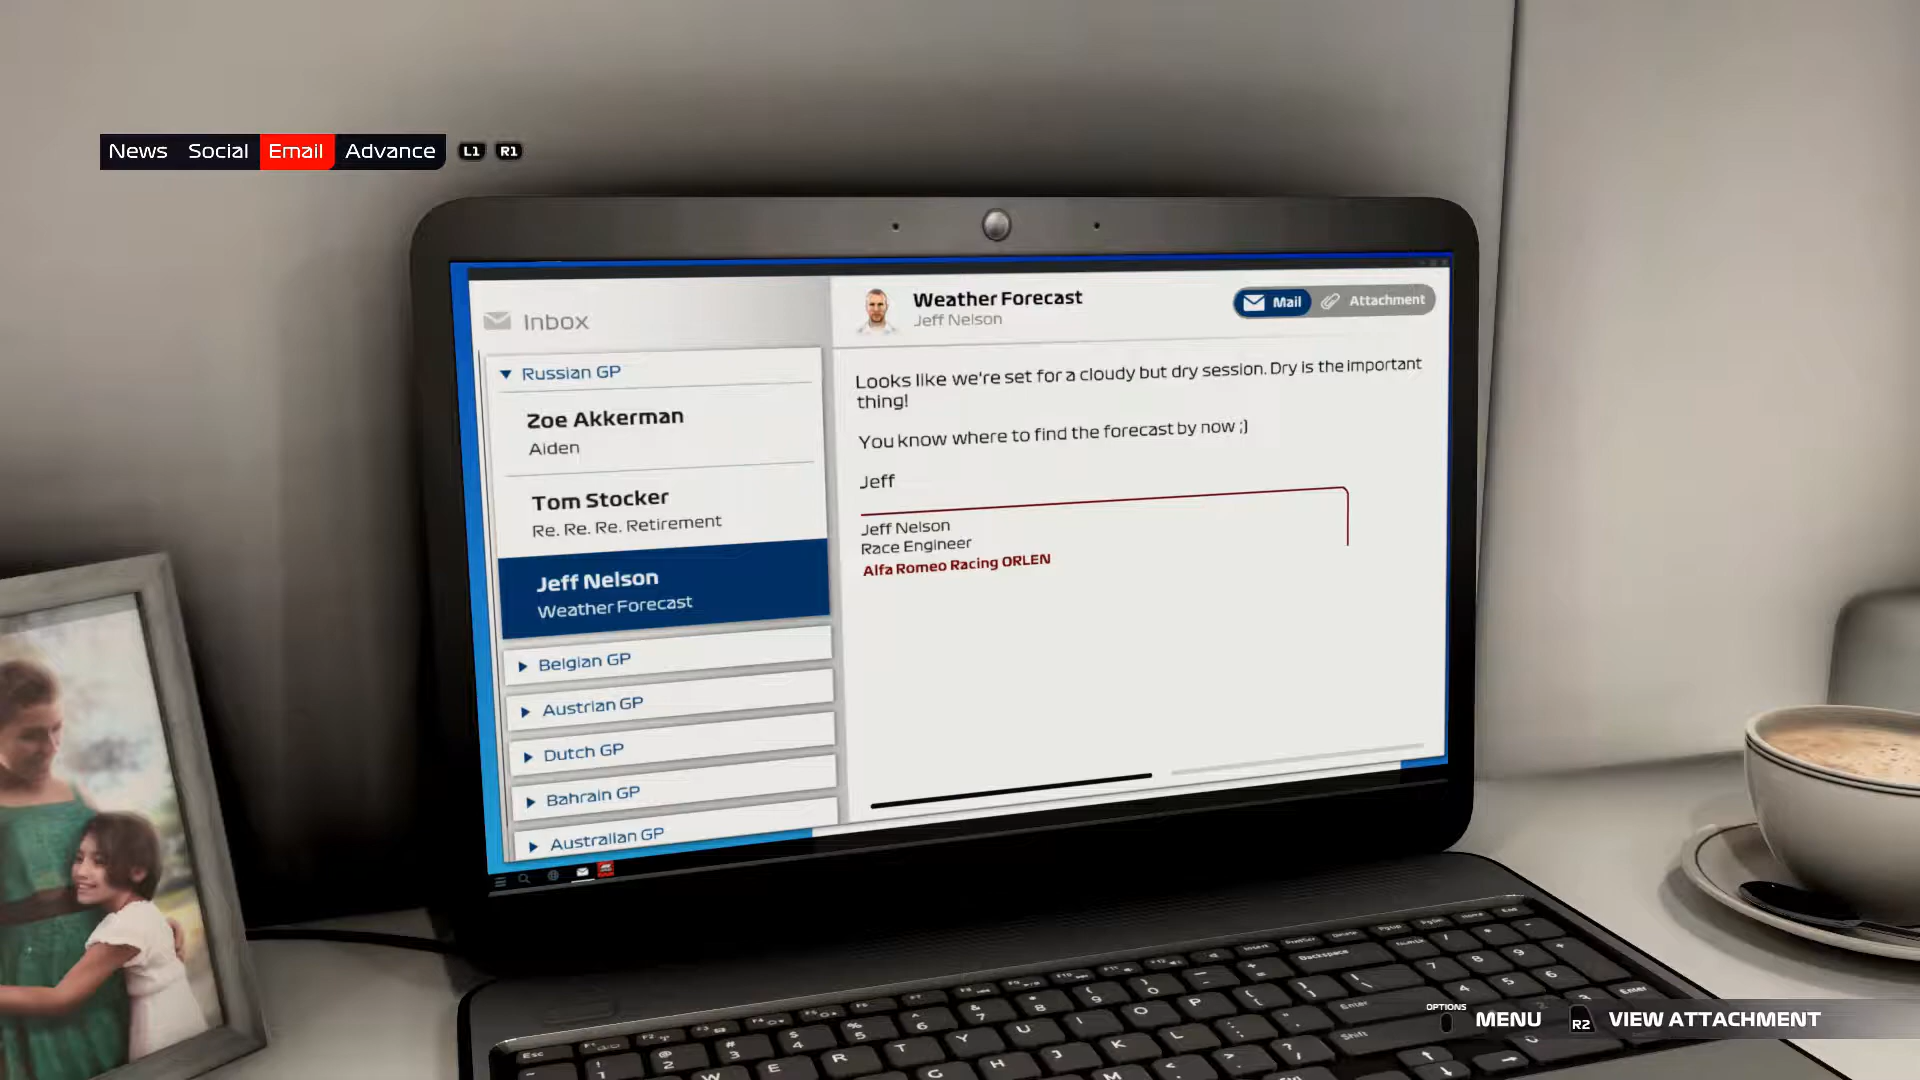 News Social Email Advance L1 R1
Inbox
Russian GP
Zoe Akkerman
Aiden
Tom Stocker
Re. Re. Re. Retirement
Jeff Nelson
Weather Forecast
Belgian GP
Austrian GP
Dutch GP
Bahrain GP
Australian GP
Weather Forecast
Jeff Nelson
Mail Attachment
Looks like we're set for a cloudy but dry session. Dry is the important
thing!
You know where to find the forecast by now ;)
Jeff
Jeff Nelson
Race Engineer
Alfa Romeo Racing ORLEN
OPTIONS MENU R2 VIEW ATTACHMENT
Backspace
Enter
Shift
Esc